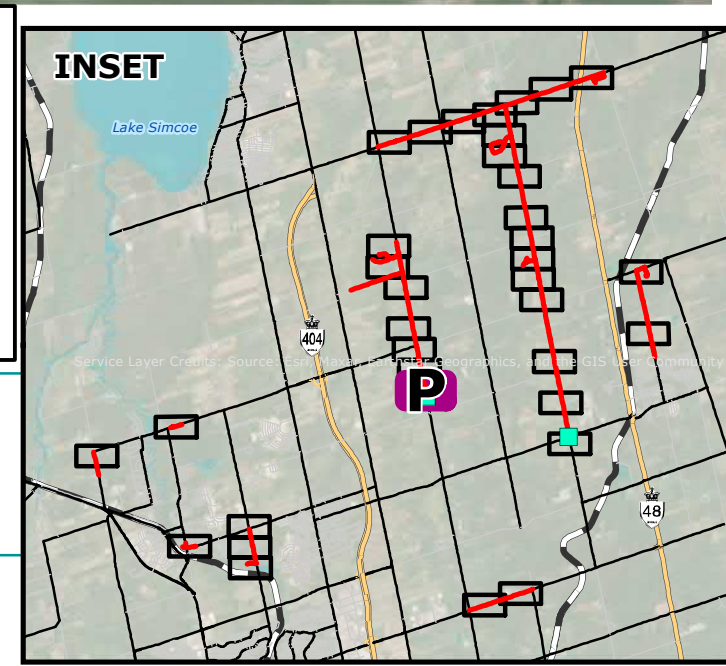 INSET
Lake Simcoe
404
Service Layer Credits: Source: Esri, Maxar, Earthstar Geographics, and the GIS User Community
P
48